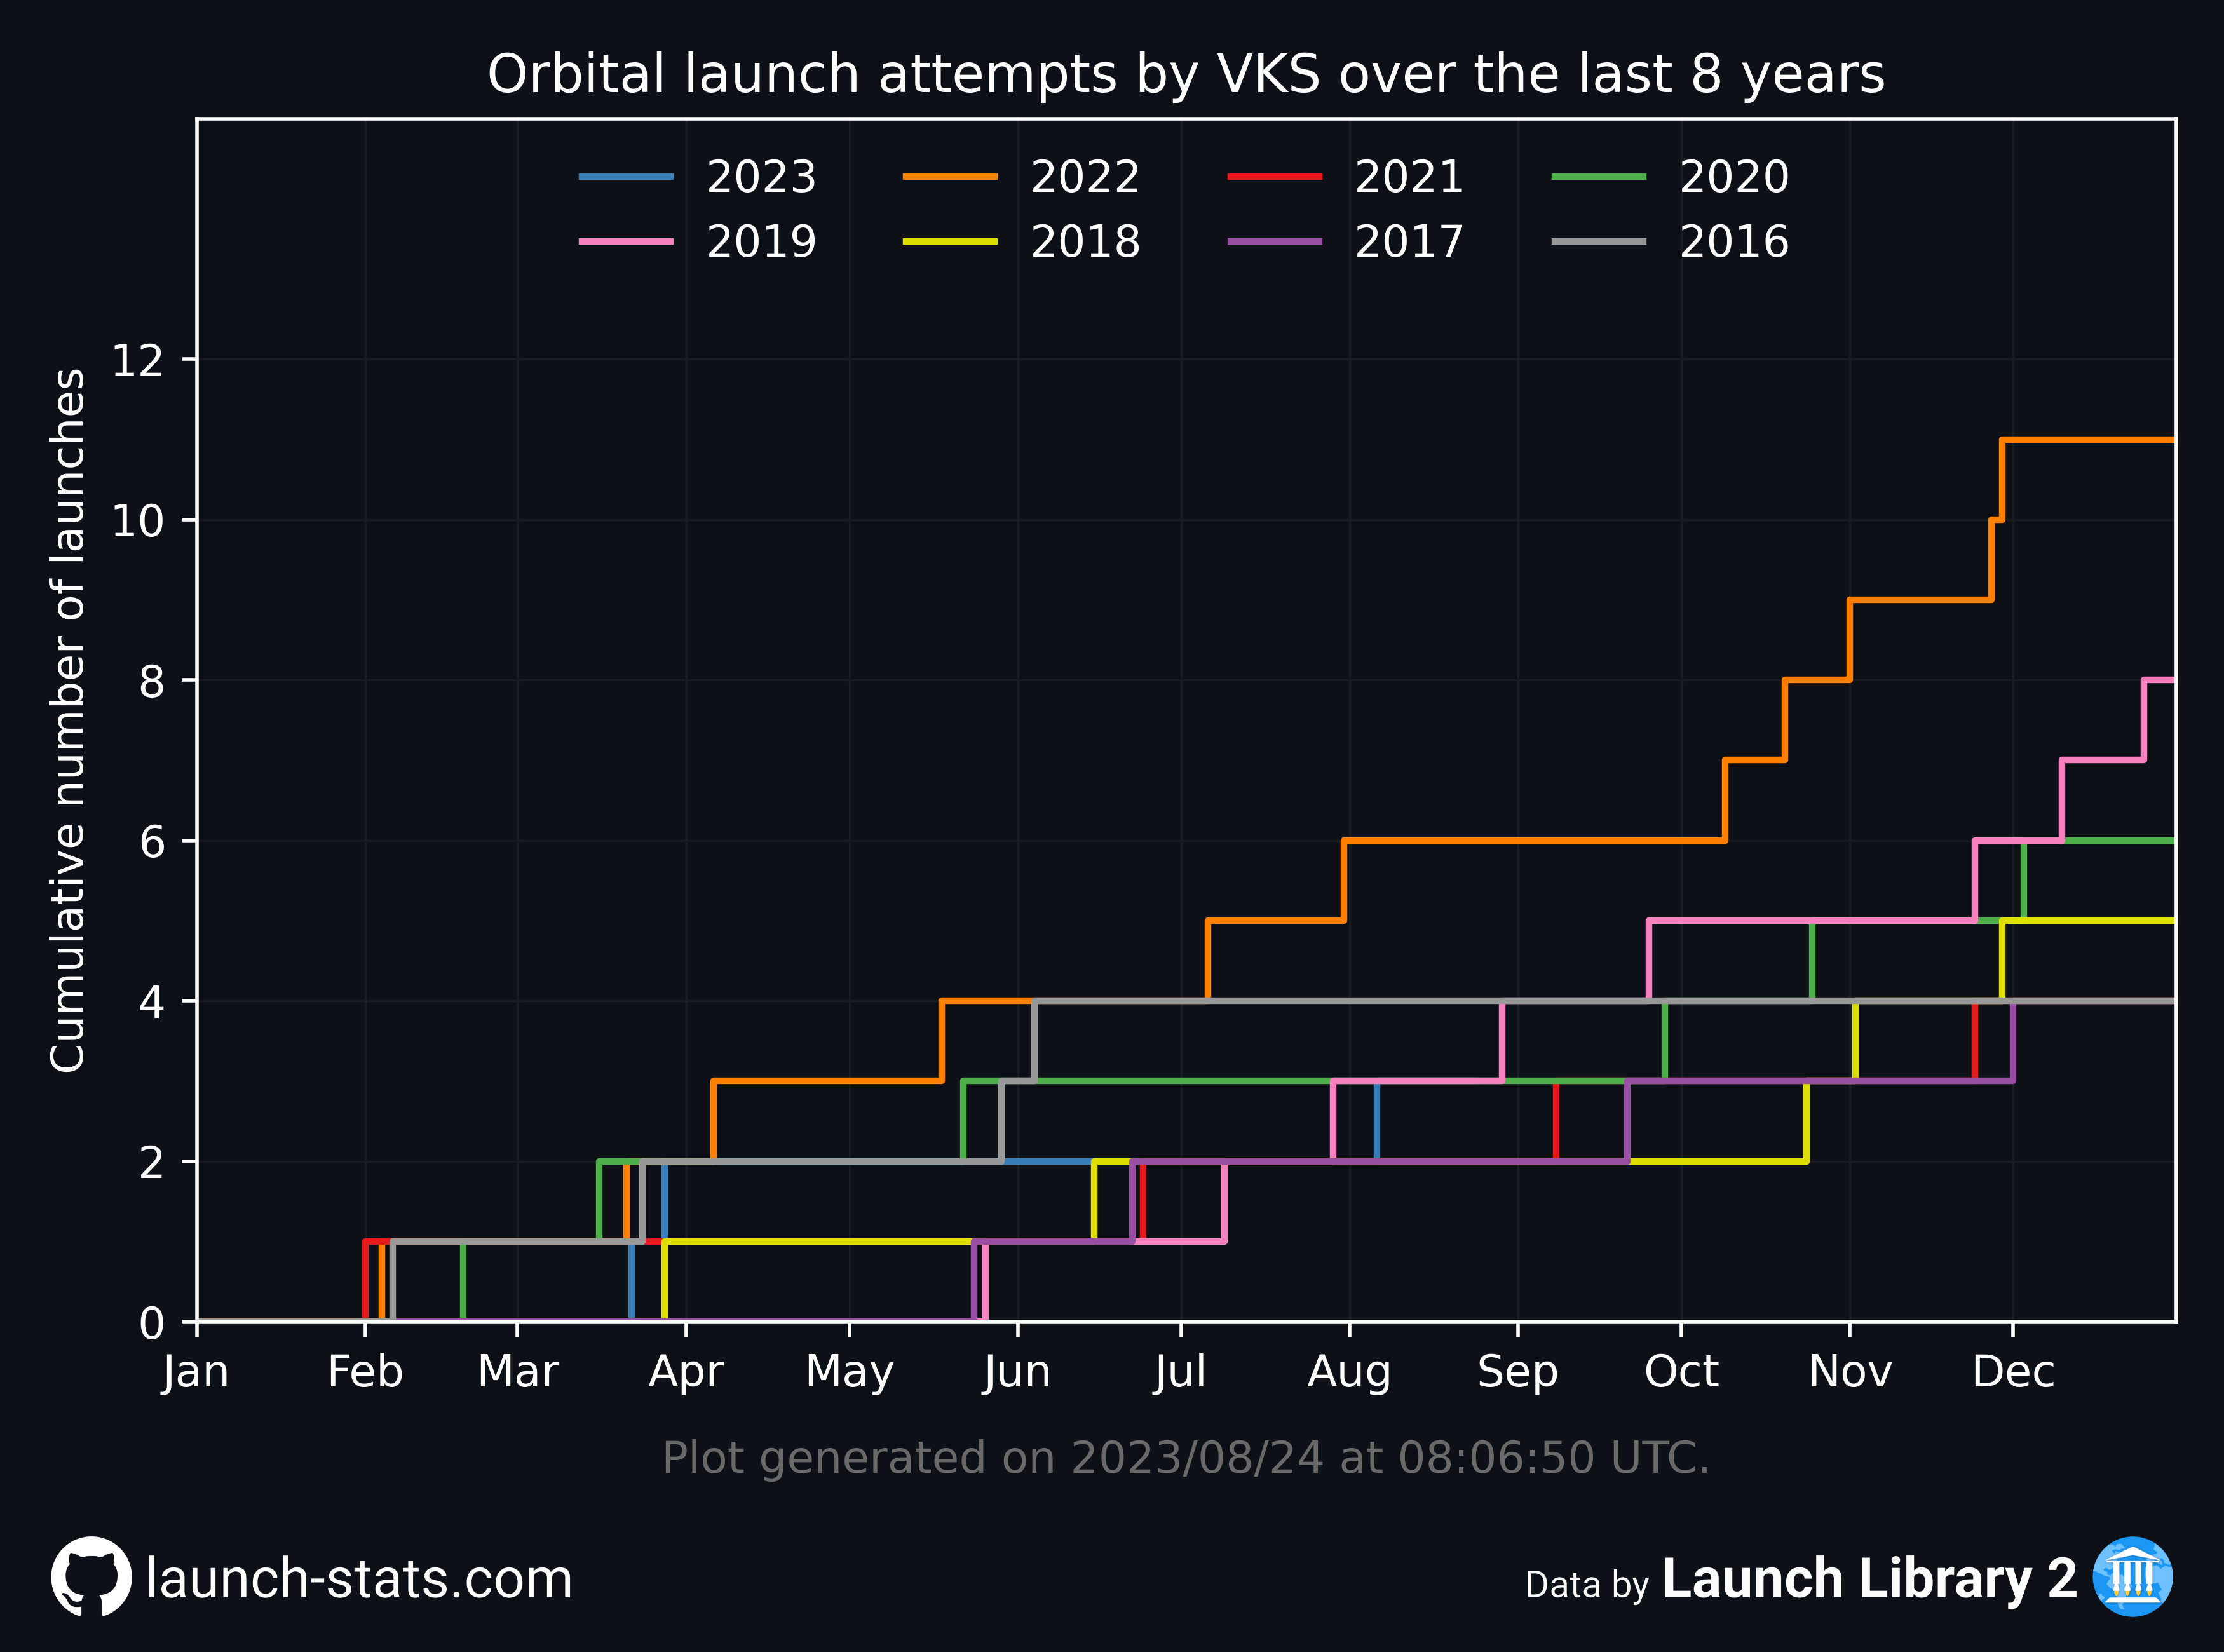 Orbital launch attempts by VKS over the last 8 years
2023 2022 2021 2020
2019 2018 2017 2016
Cumulative number of launches
12
10
8
6
4
2
0
Jan Feb Mar Apr May Jun Jul Aug Sep Oct Nov Dec
Plot generated on 2023/08/24 at 08:06:50 UTC.
launch-stats.com
Data by Launch Library 2